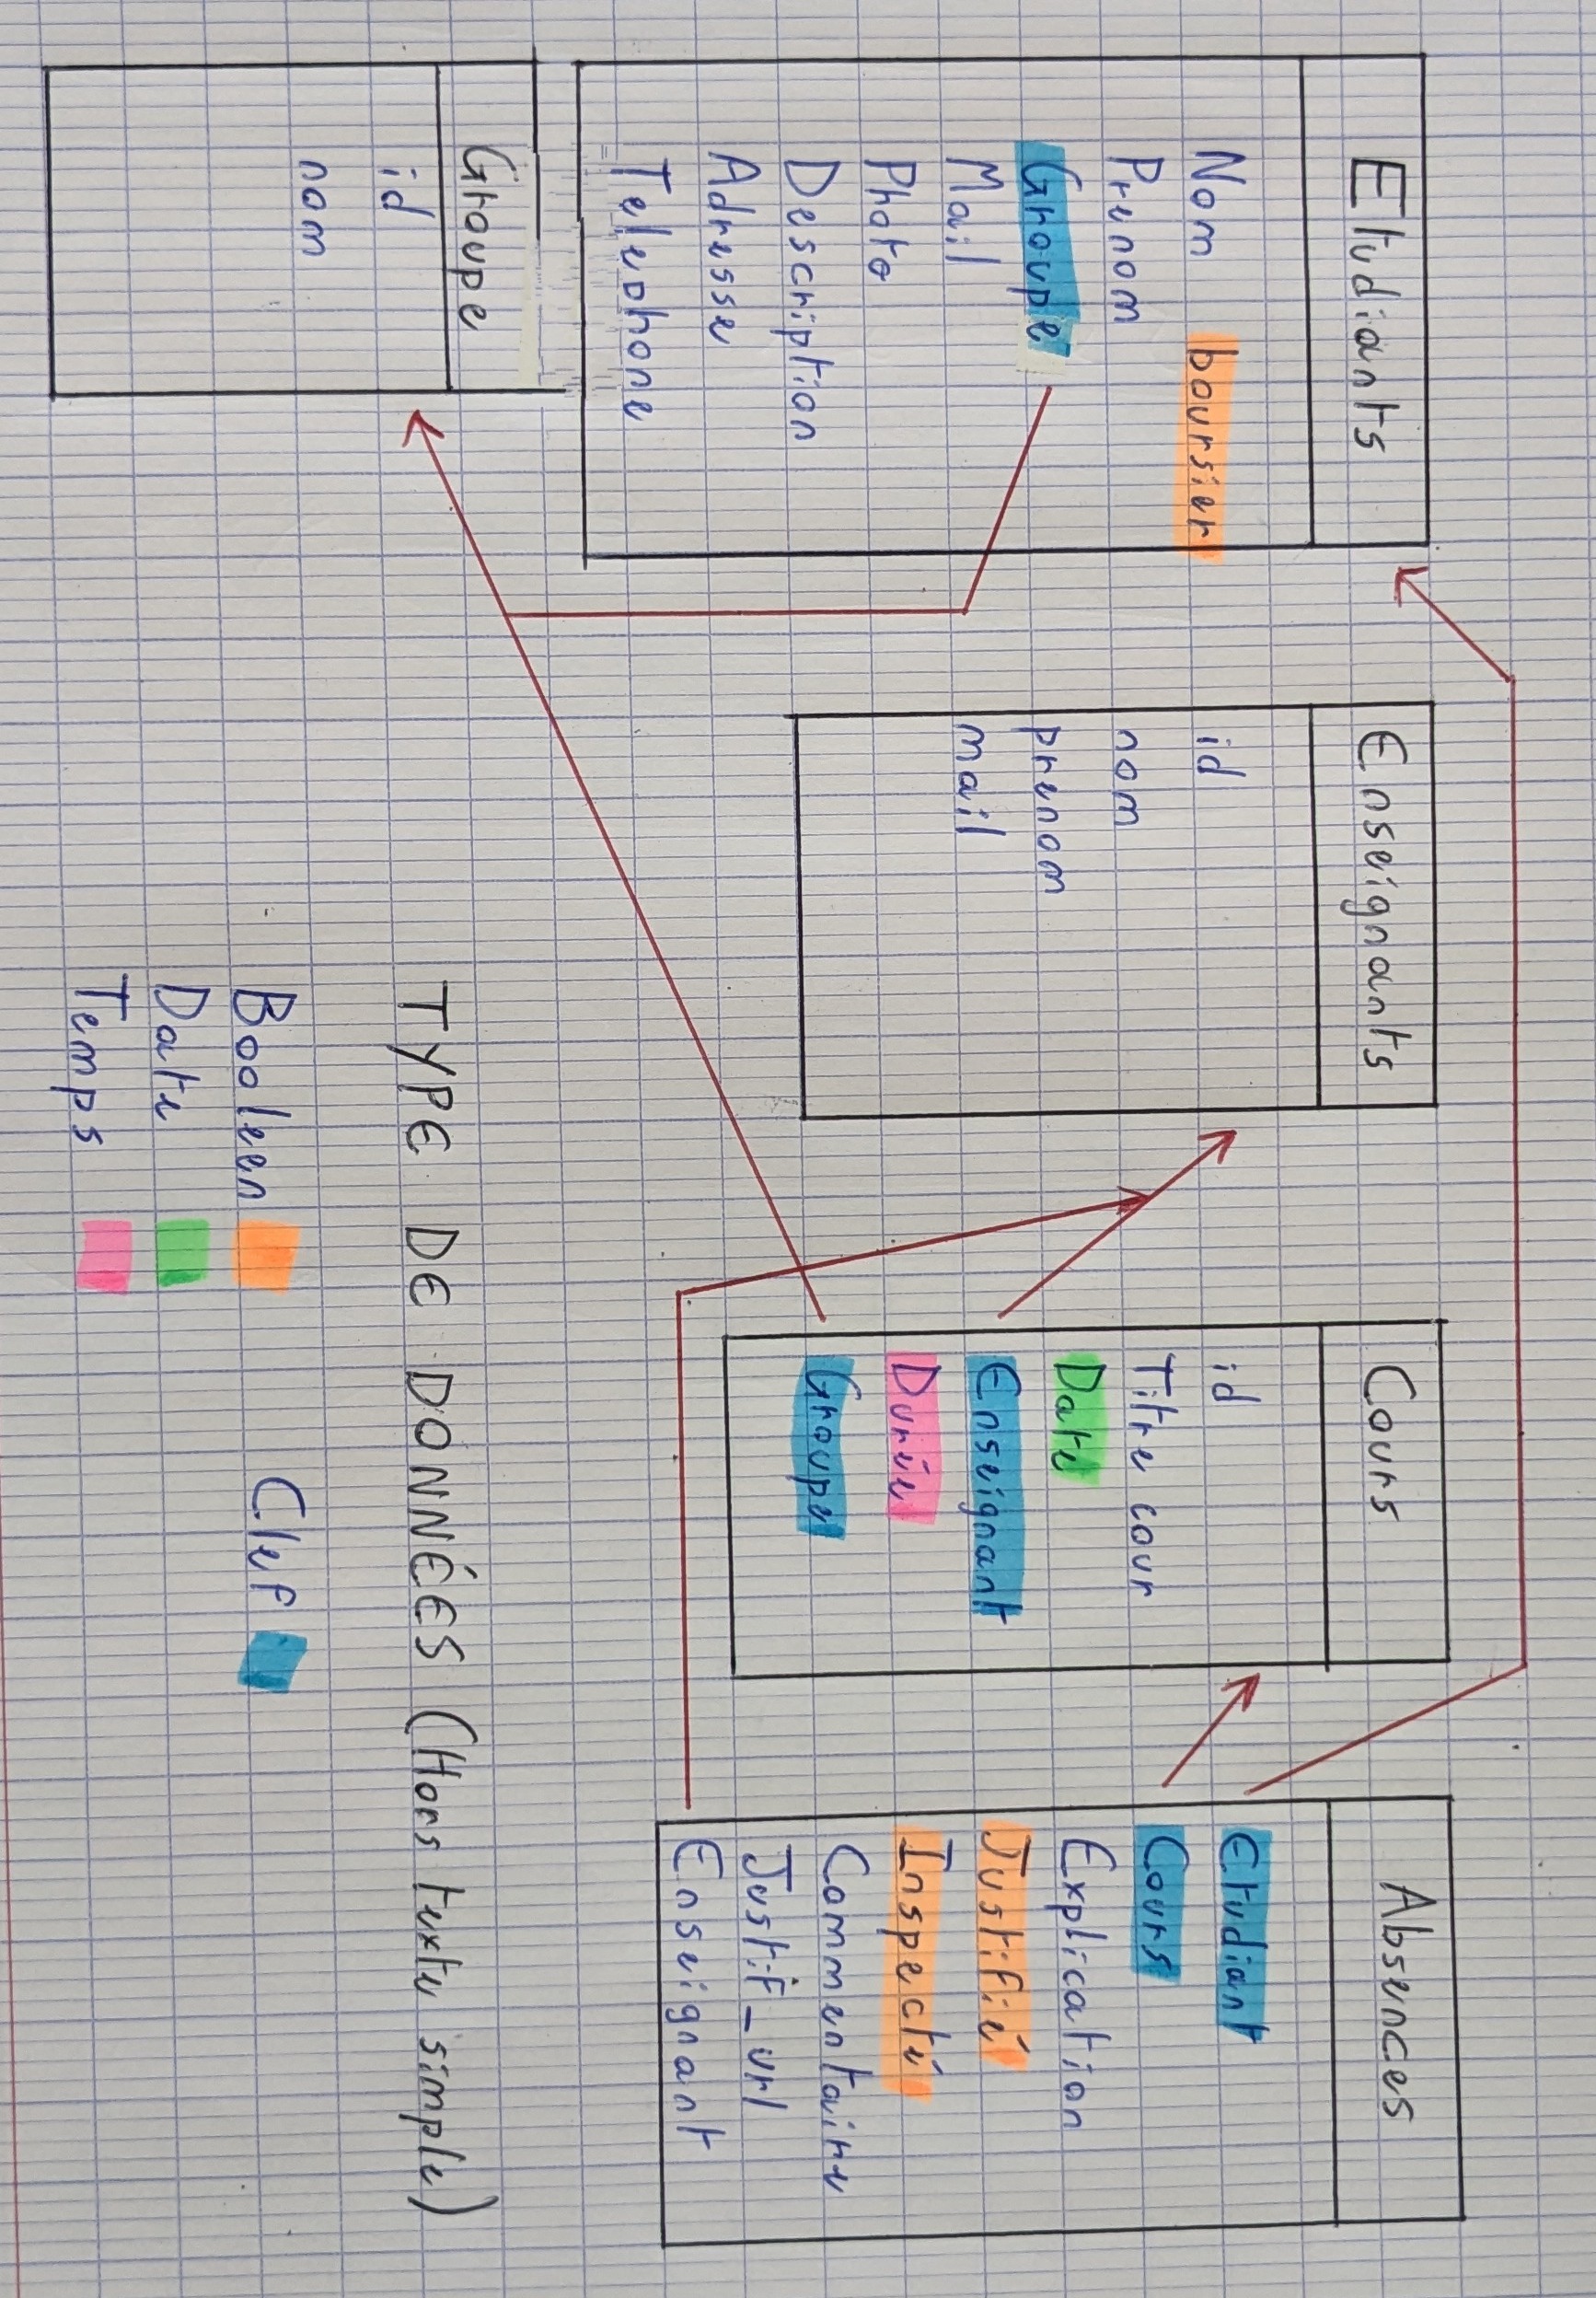 Etudiants
Nom boursier
Prenom
Groupe
Mail
Photo
Description
Adresse
Telephone
Groupe
id
nom
Enseignants
id
nom
prenom
mail
Cours
id
Titre cour
Date
Enseignant
Durée
Groupe
Absences
Etudiant
Cours
Explication
Justifié
Inspecté
Commentaire
Justif_url
Enseignant
TYPE DE DONNÉES (Hors texte simple)
Booleen
Date
Temps
Clef